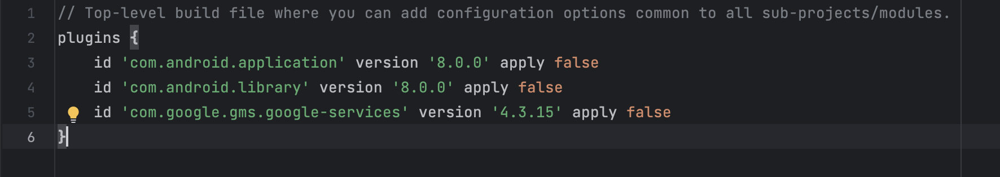 1 // Top-level build file where you can add configuration options common to all sub-projects/modules.
2 plugins {
3     id 'com.android.application' version '8.0.0' apply false
4     id 'com.android.library' version '8.0.0' apply false
5     id 'com.google.gms.google-services' version '4.3.15' apply false
6 }